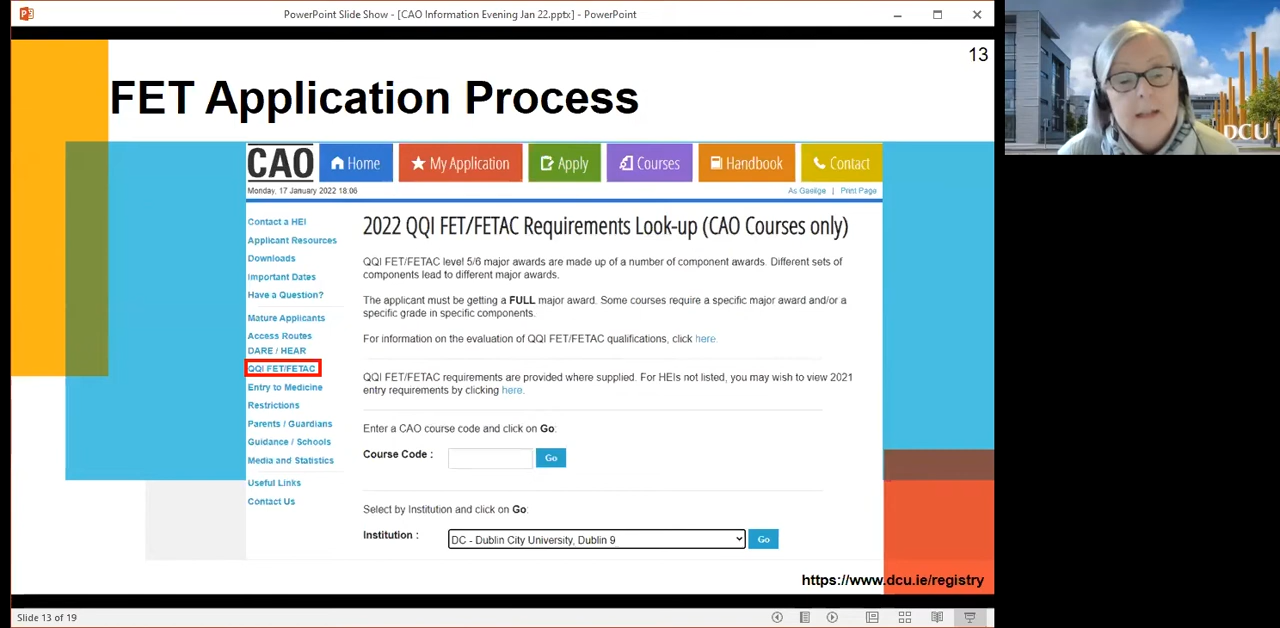 PowerPoint Slide Show - [CAO Information Evening Jan 22.pptx] - PowerPoint
13
FET Application Process
CAO
Home
My Application
Apply
Courses
Handbook
Contact
Monday, 17 January 2022 18:06
As Gaeilge | Print Page
Contact a HEI
Applicant Resources
Downloads
Important Dates
Have a Question?
Mature Applicants
Access Routes
DARE / HEAR
QQI FET/FETAC
Entry to Medicine
Restrictions
Parents / Guardians
Guidance / Schools
Media and Statistics
Useful Links
Contact Us
2022 QQI FET/FETAC Requirements Look-up (CAO Courses only)
QQI FET/FETAC level 5/6 major awards are made up of a number of component awards. Different sets of
components lead to different major awards.
The applicant must be getting a FULL major award. Some courses require a specific major award and/or a
specific grade in specific components.
For information on the evaluation of QQI FET/FETAC qualifications, click here.
QQI FET/FETAC requirements are provided where supplied. For HEIs not listed, you may wish to view 2021
entry requirements by clicking here.
Enter a CAO course code and click on Go:
Course Code :
Go
Select by Institution and click on Go:
Institution :
DC - Dublin City University, Dublin 9
Go
https://www.dcu.ie/registry
Slide 13 of 19
DCU